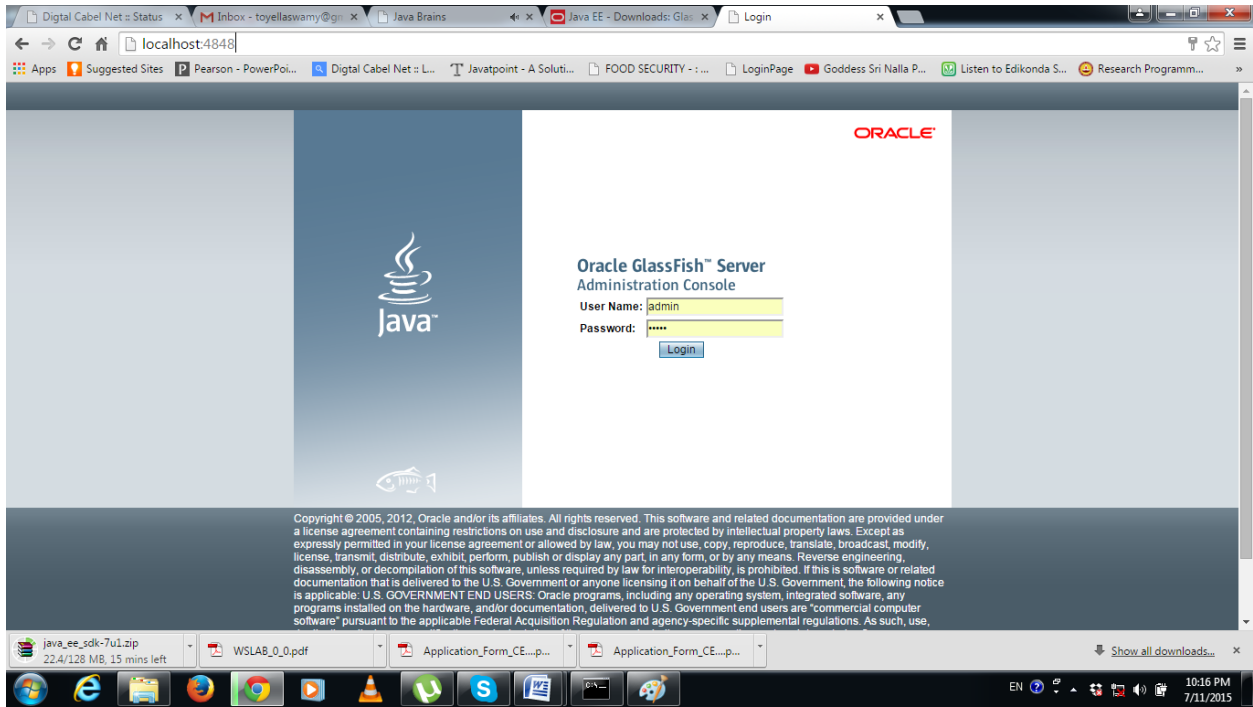 Digtal Cabel Net :: Status
Inbox - toyellaswamy@gm
Java Brains
Java EE - Downloads: Glas
Login
localhost:4848
Apps
Suggested Sites
Pearson - PowerPoi...
Digtal Cabel Net :: L...
Javatpoint - A Soluti...
FOOD SECURITY - : ...
LoginPage
Goddess Sri Nalla P...
Listen to Edikonda S...
Research Programm...
»
ORACLE
Java™
Oracle GlassFish™ Server
Administration Console
User Name: admin
Password: •••••
Login
Copyright © 2005, 2012, Oracle and/or its affiliates. All rights reserved. This software and related documentation are provided under
a license agreement containing restrictions on use and disclosure and are protected by intellectual property laws. Except as
expressly permitted in your license agreement or allowed by law, you may not use, copy, reproduce, translate, broadcast, modify,
license, transmit, distribute, exhibit, perform, publish or display any part, in any form, or by any means. Reverse engineering,
disassembly, or decompilation of this software, unless required by law for interoperability, is prohibited. If this is software or related
documentation that is delivered to the U.S. Government or anyone licensing it on behalf of the U.S. Government, the following notice
is applicable: U.S. GOVERNMENT END USERS: Oracle programs, including any operating system, integrated software, any
programs installed on the hardware, and/or documentation, delivered to U.S. Government end users are "commercial computer
software" pursuant to the applicable Federal Acquisition Regulation and agency-specific supplemental regulations. As such, use,
java_ee_sdk-7u1.zip
22.4/128 MB, 15 mins left
WSLAB_0_0.pdf
Application_Form_CE....p...
Application_Form_CE....p...
Show all downloads...
EN
10:16 PM
7/11/2015